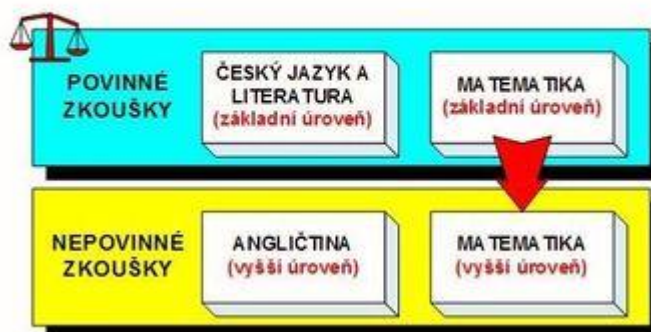 POVINNÉ
ZKOUŠKY
ČESKÝ JAZYK A
LITERATURA
(základní úroveň)
MATEMATIKA
(základní úroveň)
NEPOVINNÉ
ZKOUŠKY
ANGLIČTINA
(vyšší úroveň)
MATEMATIKA
(vyšší úroveň)